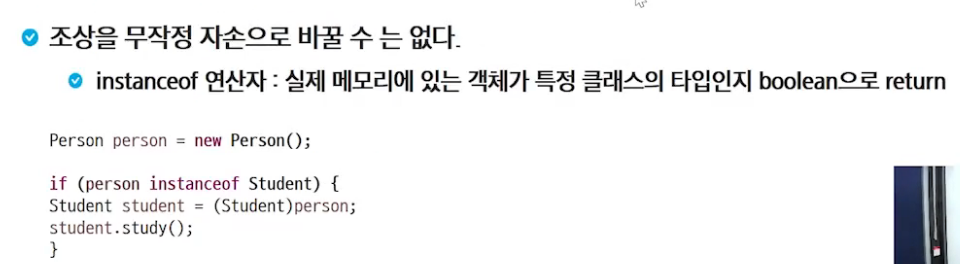 조상을 무작정 자손으로 바꿀 수 는 없다.
instanceof 연산자 : 실제 메모리에 있는 객체가 특정 클래스의 타입인지 boolean으로 return
Person person = new Person();
if (person instanceof Student) {
Student student = (Student)person;
student.study();
}